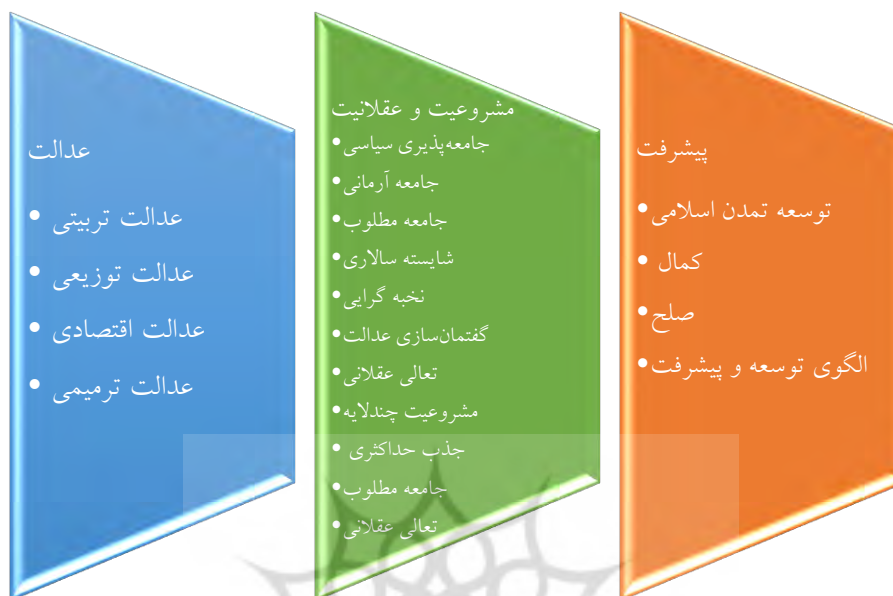 پیشرفت
• توسعه تمدن اسلامی
• کمال
• صلح
• الگوی توسعه و پیشرفت
مشروعیت و عقلانیت
• جامعه‌پذیری سیاسی
• جامعه آرمانی
• جامعه مطلوب
• شایسته سالاری
• نخبه گرایی
• گفتمان‌سازی عدالت
• تعالی عقلانی
• مشروعیت چندلایه
• جذب حداکثری
• جامعه مطلوب
• تعالی عقلانی
عدالت
• عدالت تربیتی
• عدالت توزیعی
• عدالت اقتصادی
• عدالت ترمیمی